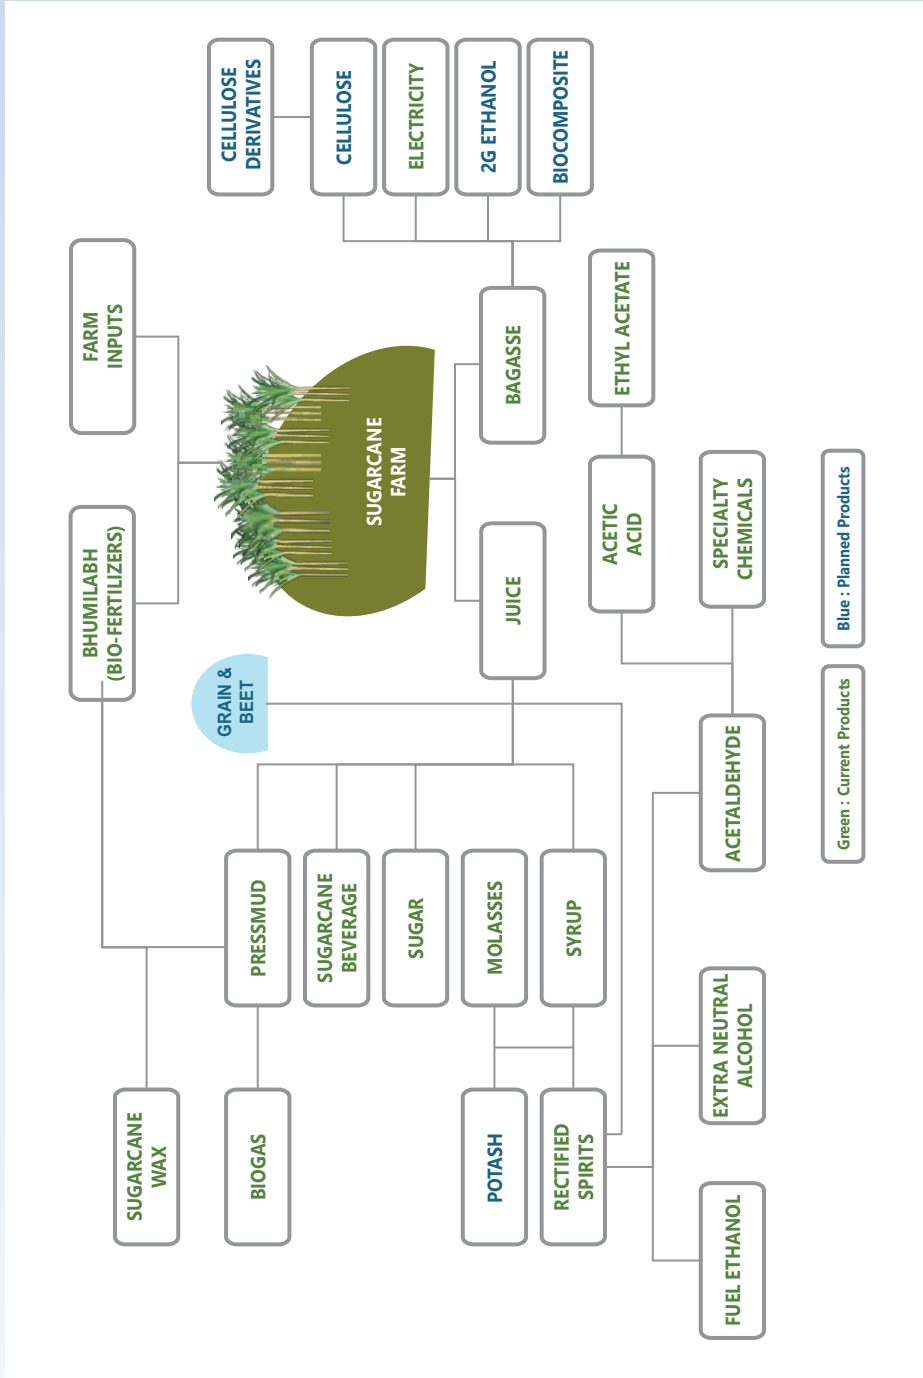 BHUMILABH
(BIO-FERTILIZERS)
FARM
INPUTS
SUGARCANE
WAX
GRAIN &
BEET
CELLULOSE
DERIVATIVES
BIOGAS
PRESSMUD
SUGARCANE
BEVERAGE
CELLULOSE
SUGARCANE
FARM
SUGAR
ELECTRICITY
POTASH
MOLASSES
2G ETHANOL
JUICE
BAGASSE
RECTIFIED
SPIRITS
SYRUP
BIOCOMPOSITE
ACETIC
ACID
ETHYL ACETATE
FUEL ETHANOL
EXTRA NEUTRAL
ALCOHOL
ACETALDEHYDE
SPECIALTY
CHEMICALS
Green : Current Products
Blue : Planned Products